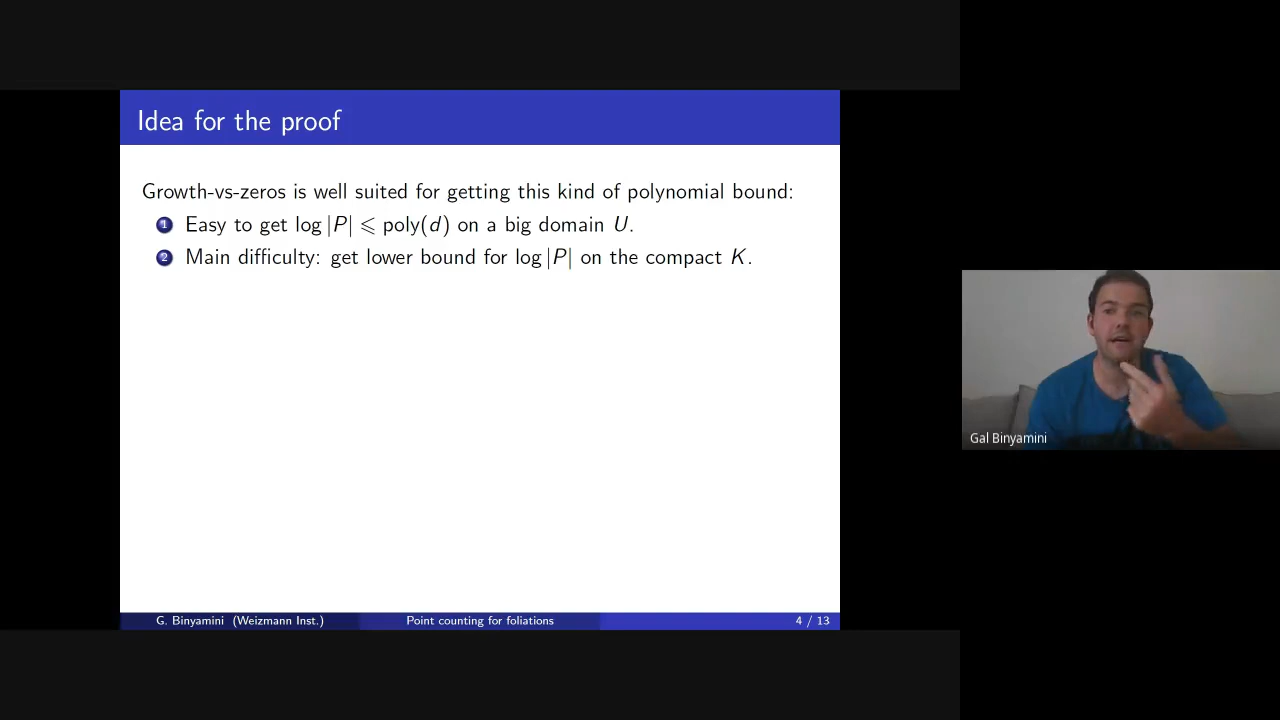 Idea for the proof
Growth-vs-zeros is well suited for getting this kind of polynomial bound:
1 Easy to get log |P| ⩽ poly(d) on a big domain U.
2 Main difficulty: get lower bound for log |P| on the compact K.
Gal Binyamini
G. Binyamini (Weizmann Inst.) Point counting for foliations 4 / 13